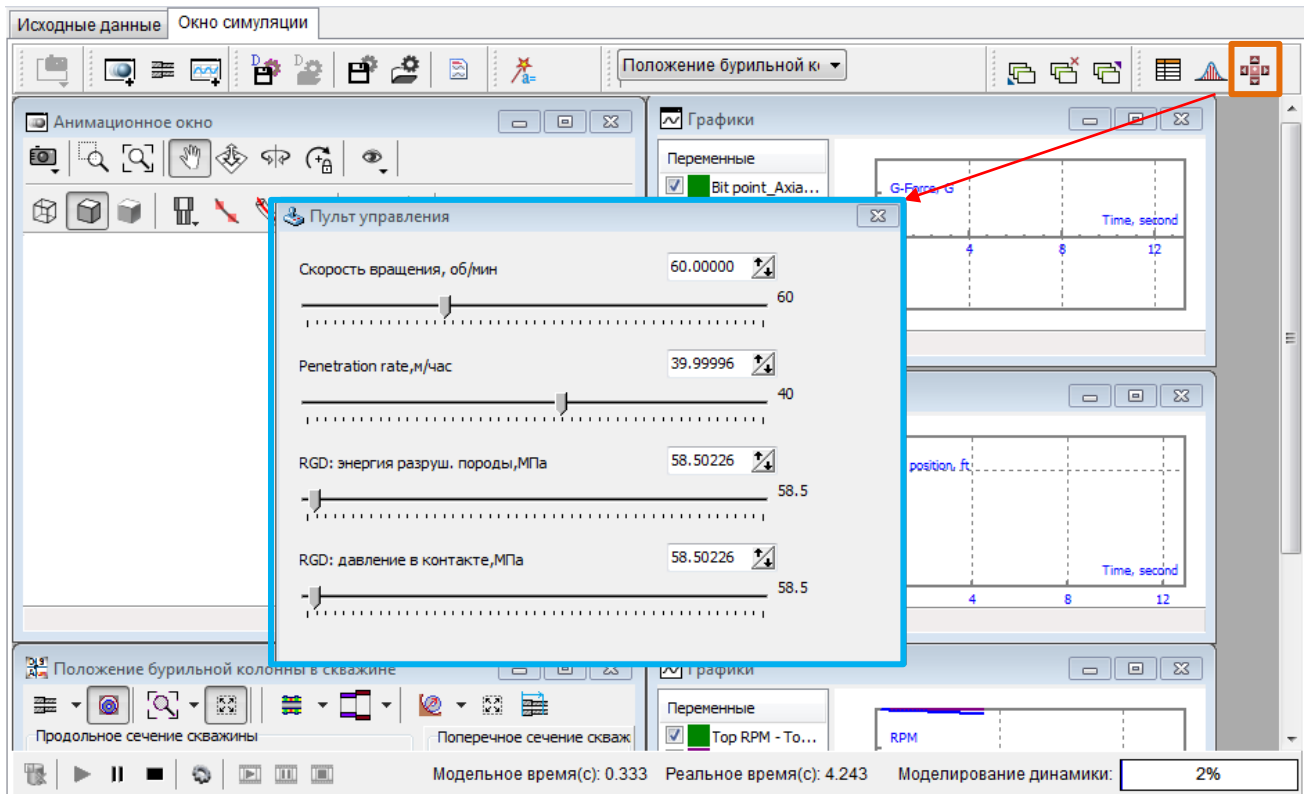 Исходные данные
Окно симуляции
D
D
a=
Положение бурильной к
Анимационное окно
Графики
Переменные
Bit point_Axia...
G-Force, G
Time, second
4
8
12
Пульт управления
Скорость вращения, об/мин
60.00000
60
Penetration rate,м/час
39.99996
40
RGD: энергия разруш. породы,МПа
58.50226
58.5
RGD: давление в контакте,МПа
58.50226
58.5
position, ft
Time, second
4
8
12
Положение бурильной колонны в скважине
Продольное сечение скважины
Поперечное сечение скваж
Графики
Переменные
Top RPM - To...
RPM
Модельное время(с): 0.333
Реальное время(с): 4.243
Моделирование динамики:
2%